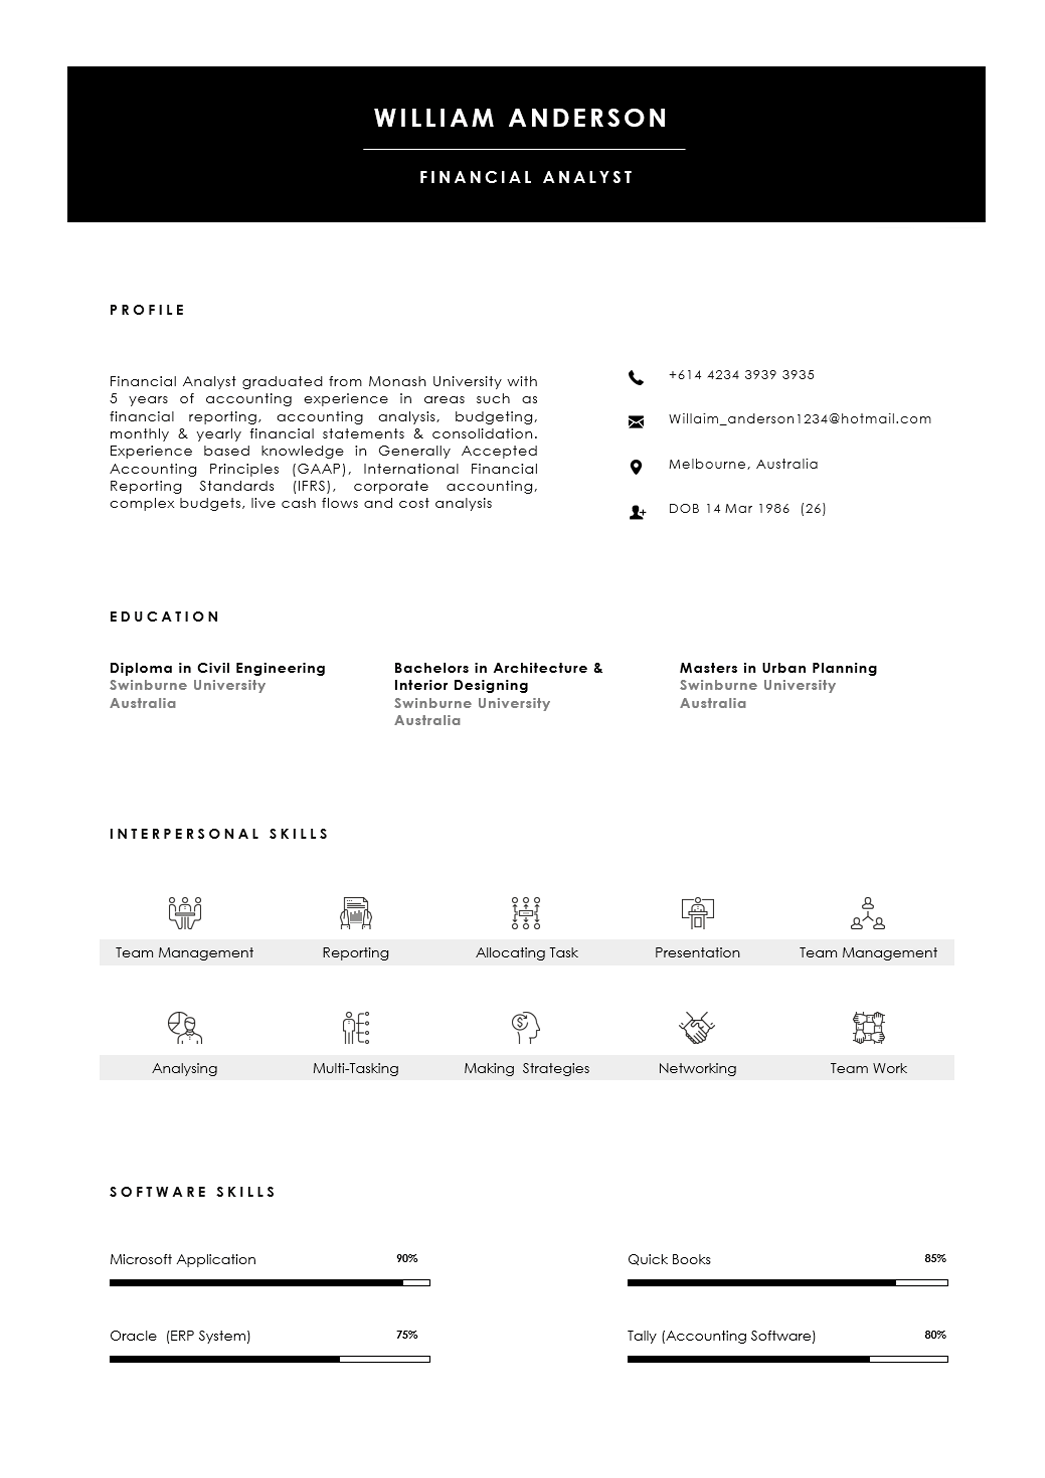 WILLIAM ANDERSON
FINANCIAL ANALYST
PROFILE
Financial Analyst graduated from Monash University with
5 years of accounting experience in areas such as
financial reporting, accounting analysis, budgeting,
monthly & yearly financial statements & consolidation.
Experience based knowledge in Generally Accepted
Accounting Principles (GAAP), International Financial
Reporting Standards (IFRS), corporate accounting,
complex budgets, live cash flows and cost analysis
+614 4234 3939 3935
Willaim_anderson1234@hotmail.com
Melbourne, Australia
DOB 14 Mar 1986 (26)
EDUCATION
Diploma in Civil Engineering
Swinburne University
Australia
Bachelors in Architecture &
Interior Designing
Swinburne University
Australia
Masters in Urban Planning
Swinburne University
Australia
INTERPERSONAL SKILLS
Team Management
Reporting
Allocating Task
Presentation
Team Management
Analysing
Multi-Tasking
Making Strategies
Networking
Team Work
SOFTWARE SKILLS
Microsoft Application 90%
Quick Books 85%
Oracle (ERP System) 75%
Tally (Accounting Software) 80%